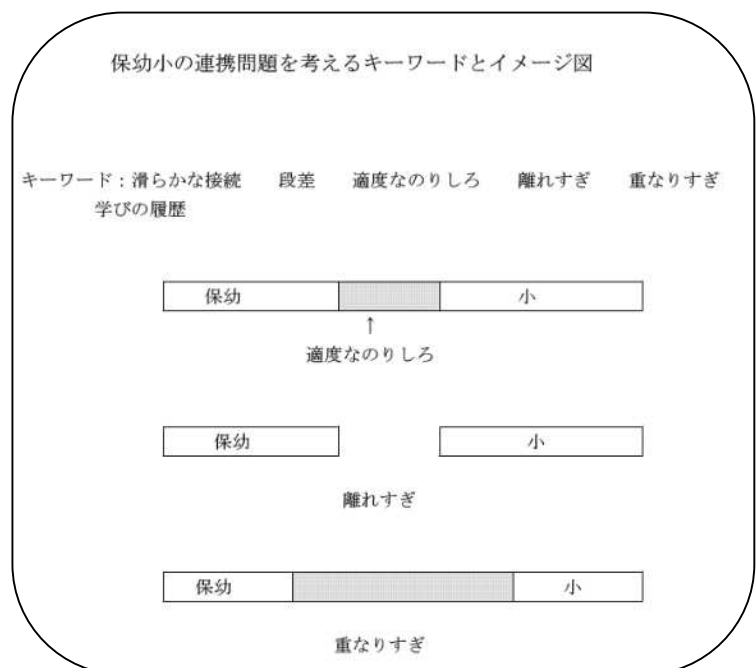 保幼小の連携問題を考えるキーワードとイメージ図
キーワード:滑らかな接続 段差 適度なのりしろ 離れすぎ 重なりすぎ
学びの履歴
保幼 小
↑
適度なのりしろ
保幼 小
離れすぎ
保幼 小
重なりすぎ